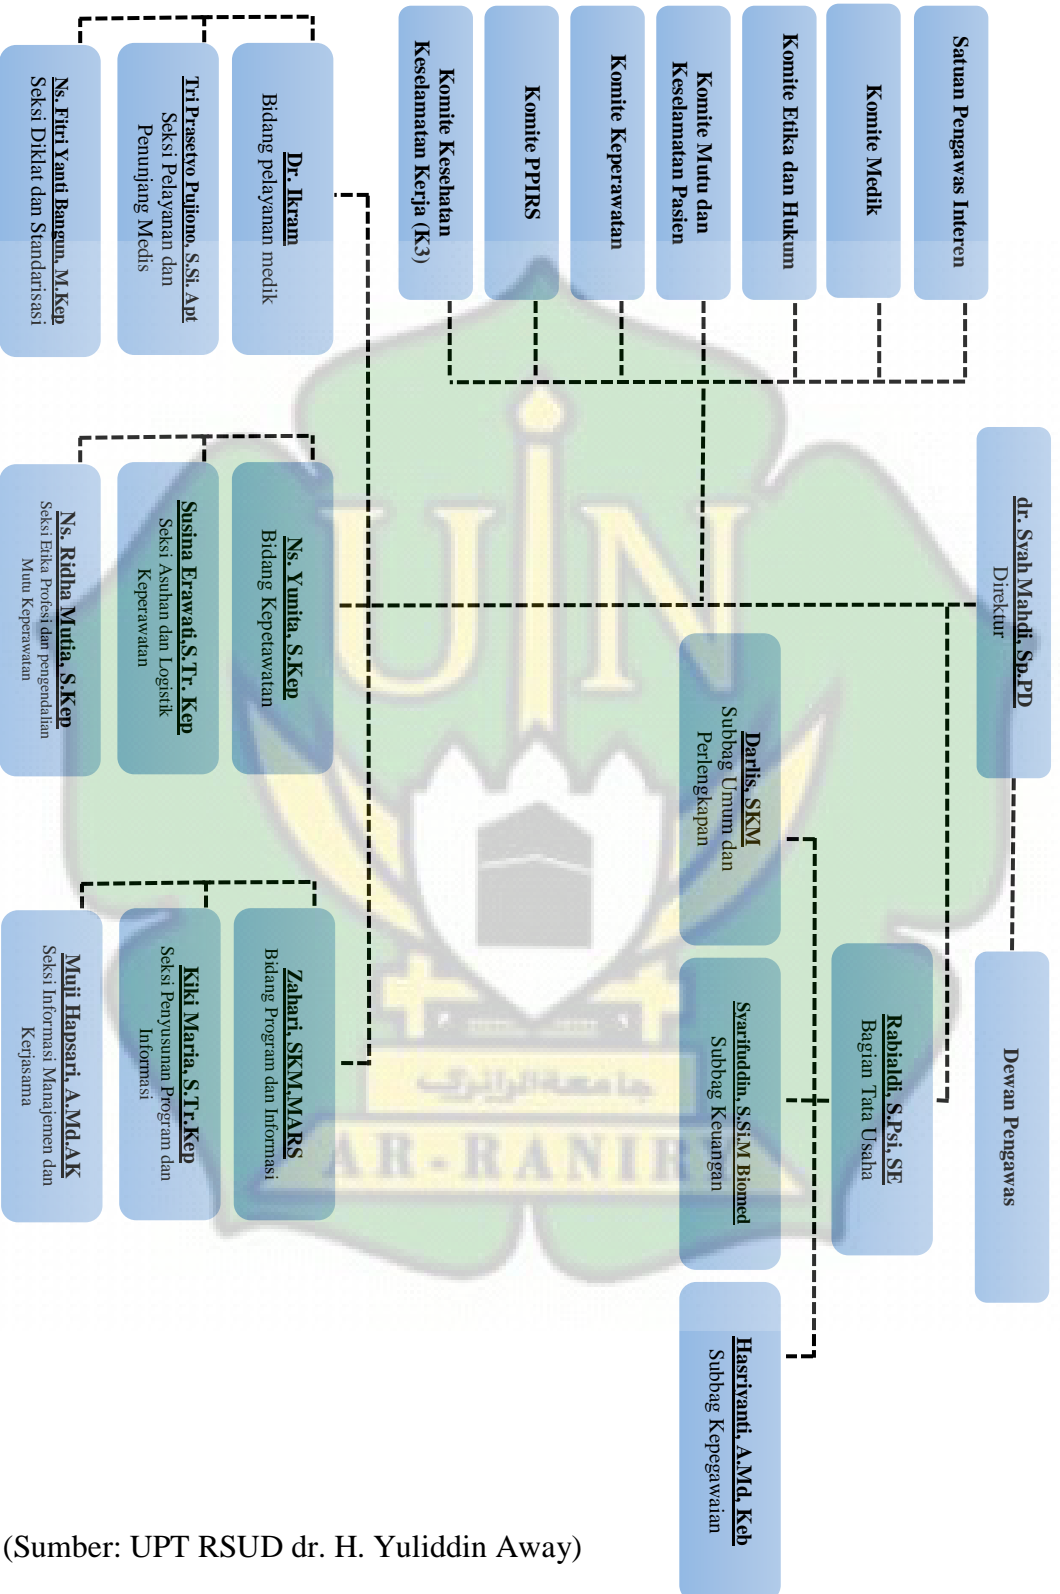 dr. Syah Mahdi, Sp.PD
Direktur
Dewan Pengawas
Satuan Pengawas Interen
Komite Medik
Komite Etika dan Hukum
Komite Mutu dan
Keselamatan Pasien
Komite Keperawatan
Komite PPIRS
Komite Kesehatan
Keselamatan Kerja (K3)
Rabialdi, S.Psi, SE
Bagian Tata Usaha
Darlis, SKM
Subbag Umum dan
Perlengkapan
Syarifuddin, S.Si.M Biomed
Subbag Keuangan
Hasriyanti, A.Md, Keb
Subbag Kepegawaian
Dr. Ikram
Bidang pelayanan medik
Tri Prasetyo Pujiono, S.Si. Apt
Seksi Pelayanan dan
Penunjang Medis
Ns. Fitri Yanti Bangun, M.Kep
Seksi Diklat dan Standarisasi
Ns. Yunita, S.Kep
Bidang Kepetawatan
Susina Erawati,S.Tr. Kep
Seksi Asuhan dan Logistik
Keperawatan
Ns. Ridha Mutia, S.Kep
Seksi Etika Profesi dan pengendalian
Mutu Keperawatan
Zahari, SKM,MARS
Bidang Program dan Informasi
Kiki Maria, S.Tr.Kep
Seksi Penyusunan Program dan
Informasi
Muji Hapsari, A.Md.AK
Seksi Informasi Manajemen dan
Kerjasama
UIN
جامعة الرانري
AR-RANIRY
(Sumber: UPT RSUD dr. H. Yuliddin Away)